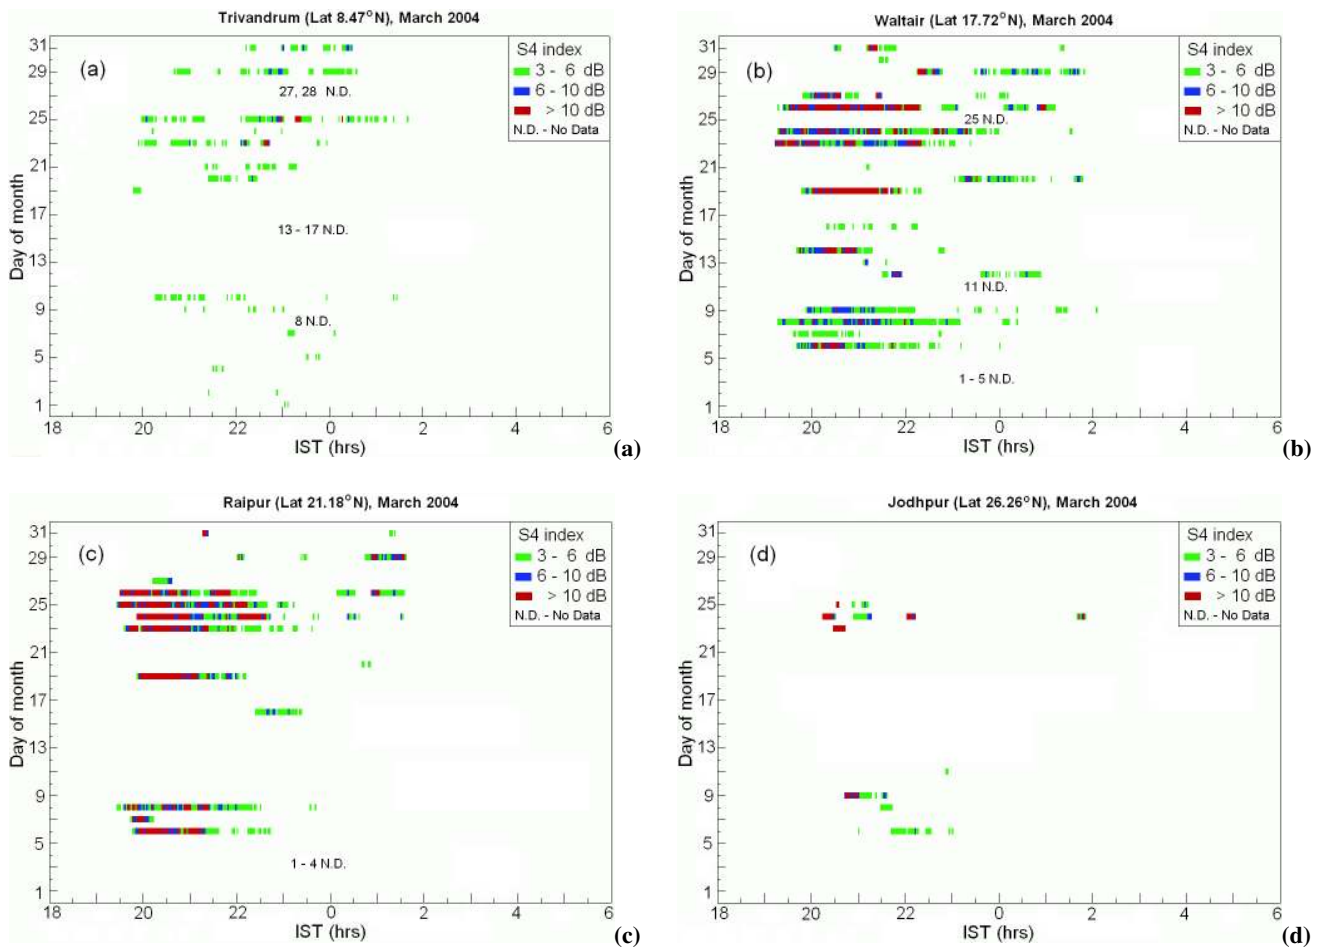 Trivandrum (Lat 8.47°N), March 2004
(a)
S4 index
3 - 6 dB
6 - 10 dB
> 10 dB
N.D. - No Data
27, 28 N.D.
13 - 17 N.D.
8 N.D.
Day of month
31
29
25
21
17
13
9
5
1
18
20
22
0
2
4
6
IST (hrs)
(a)
Waltair (Lat 17.72°N), March 2004
(b)
S4 index
3 - 6 dB
6 - 10 dB
> 10 dB
N.D. - No Data
25 N.D.
11 N.D.
1 - 5 N.D.
Day of month
31
29
25
21
17
13
9
5
1
18
20
22
0
2
4
6
IST (hrs)
(b)
Raipur (Lat 21.18°N), March 2004
(c)
S4 index
3 - 6 dB
6 - 10 dB
> 10 dB
N.D. - No Data
1 - 4 N.D.
Day of month
31
29
25
21
17
13
9
5
1
18
20
22
0
2
4
6
IST (hrs)
(c)
Jodhpur (Lat 26.26°N), March 2004
(d)
S4 index
3 - 6 dB
6 - 10 dB
> 10 dB
N.D. - No Data
Day of month
31
29
25
21
17
13
9
5
1
18
20
22
0
2
4
6
IST (hrs)
(d)